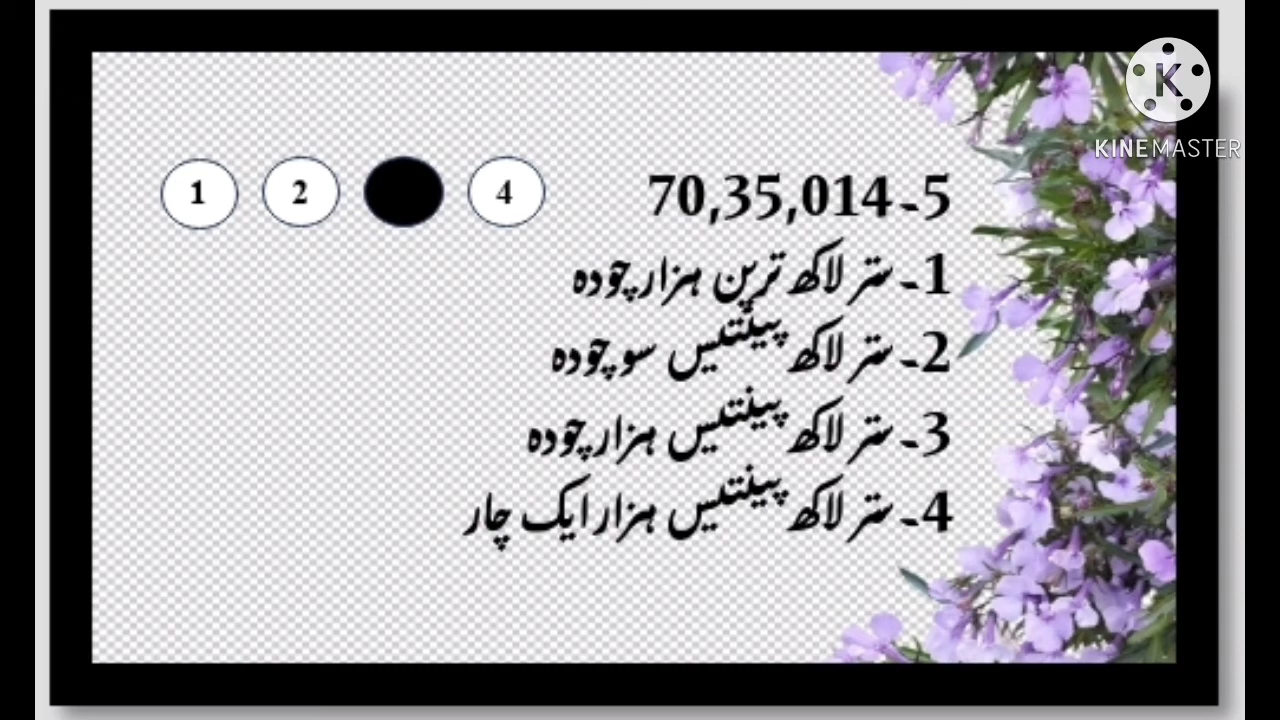 KINEMASTER
5۔70,35,014 1 2 4
1۔ستر لاکھ ترپن ہزار چودہ
2۔ستر لاکھ پینتیس سو چودہ
3۔ستر لاکھ پینتیس ہزار چودہ
4۔ستر لاکھ پینتیس ہزار ایک چار